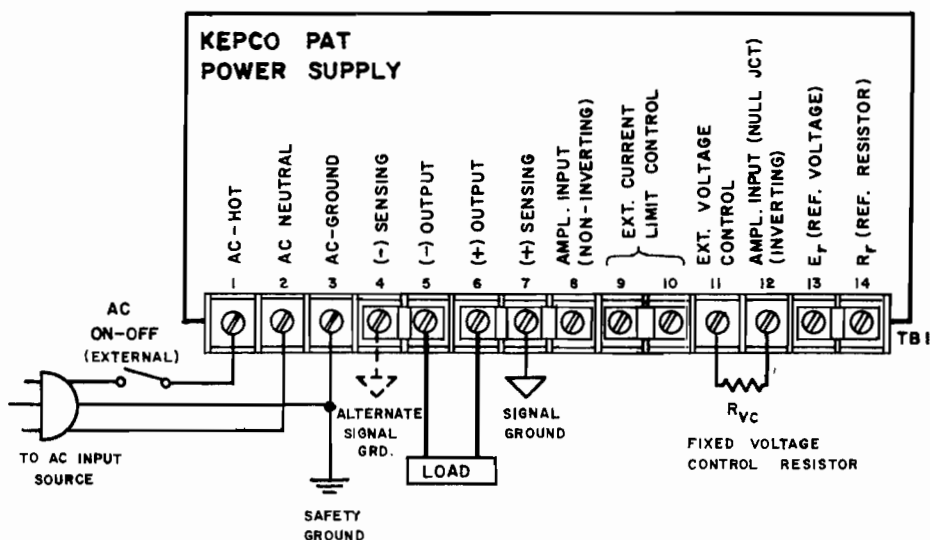 KEPCO PAT
POWER SUPPLY
AC-HOT
AC NEUTRAL
AC-GROUND
(-) SENSING
(-) OUTPUT
(+) OUTPUT
(+) SENSING
AMPL. INPUT
(NON-INVERTING)
EXT. CURRENT
LIMIT CONTROL
EXT. VOLTAGE
CONTROL
AMPL. INPUT (NULL JCT)
(INVERTING)
Er (REF. VOLTAGE)
Rr (REF. RESISTOR)
1 2 3 4 5 6 7 8 9 10 11 12 13 14
TB1
AC
ON-OFF
(EXTERNAL)
TO AC INPUT
SOURCE
ALTERNATE
SIGNAL
GRD.
LOAD
SAFETY
GROUND
SIGNAL
GROUND
RVC
FIXED VOLTAGE
CONTROL RESISTOR